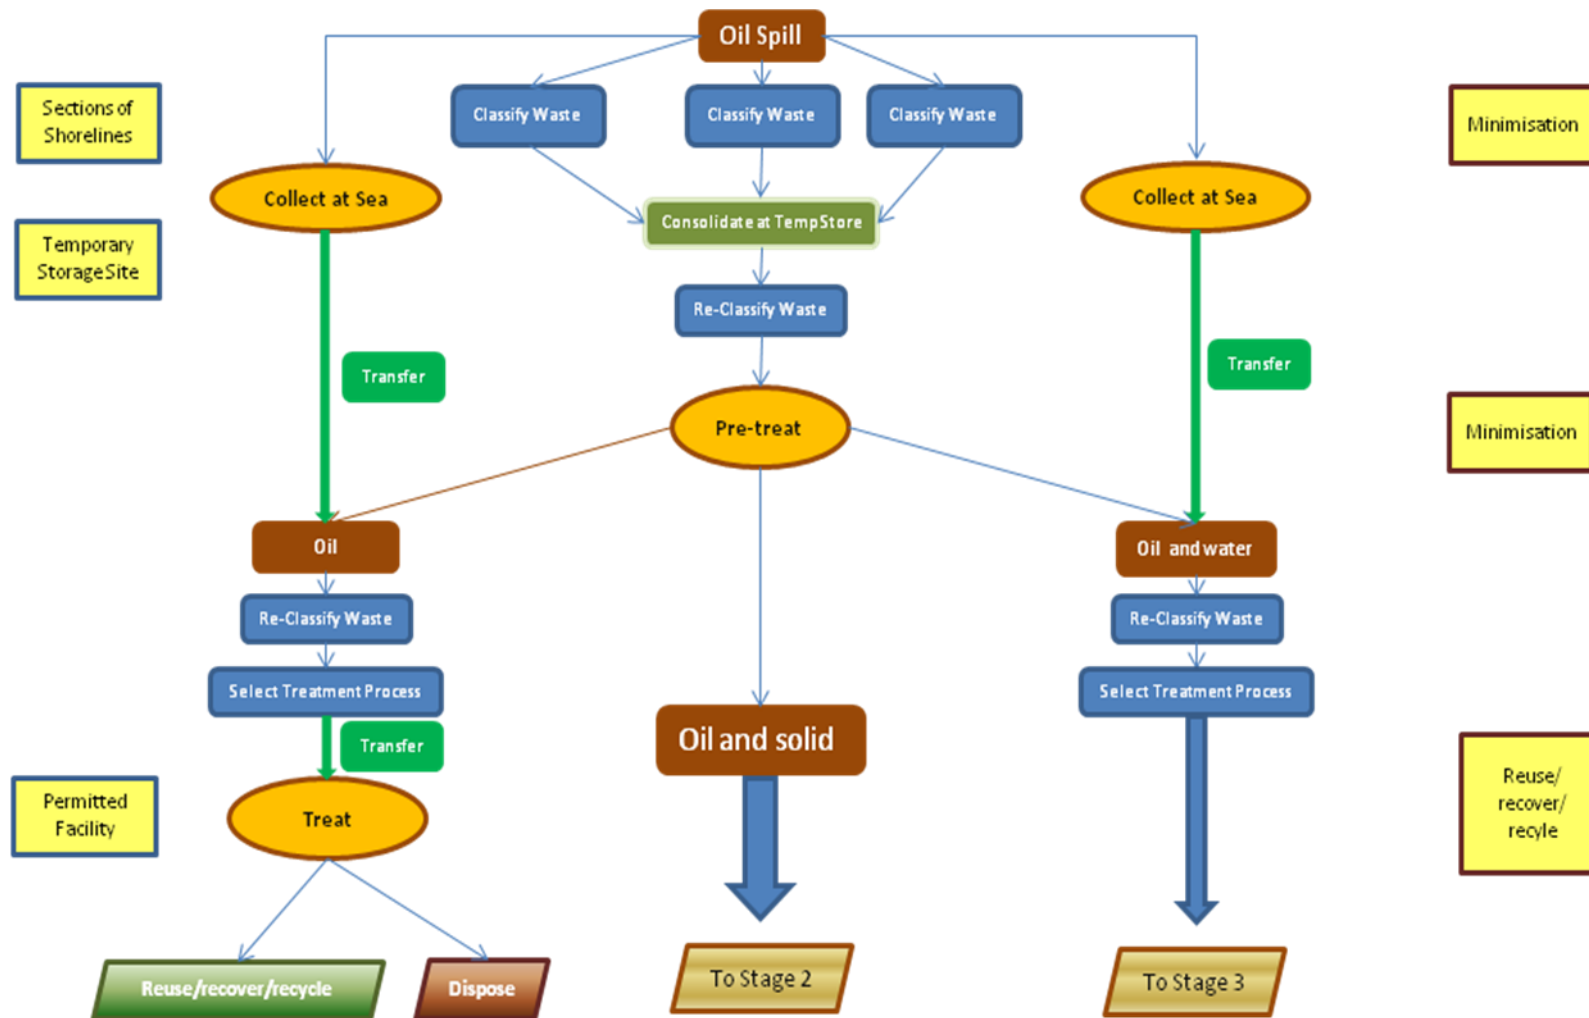 Oil Spill
Sections of
Shorelines
Classify Waste
Classify Waste
Classify Waste
Minimisation
Collect at Sea
Collect at Sea
Consolidate at TempStore
Temporary
Storage Site
Re-Classify Waste
Transfer
Transfer
Pre-treat
Minimisation
Oil
Oil and water
Re-Classify Waste
Re-Classify Waste
Select Treatment Process
Select Treatment Process
Transfer
Oil and solid
Permitted
Facility
Treat
Reuse/
recover/
recyle
Reuse/recover/recycle
Dispose
To Stage 2
To Stage 3